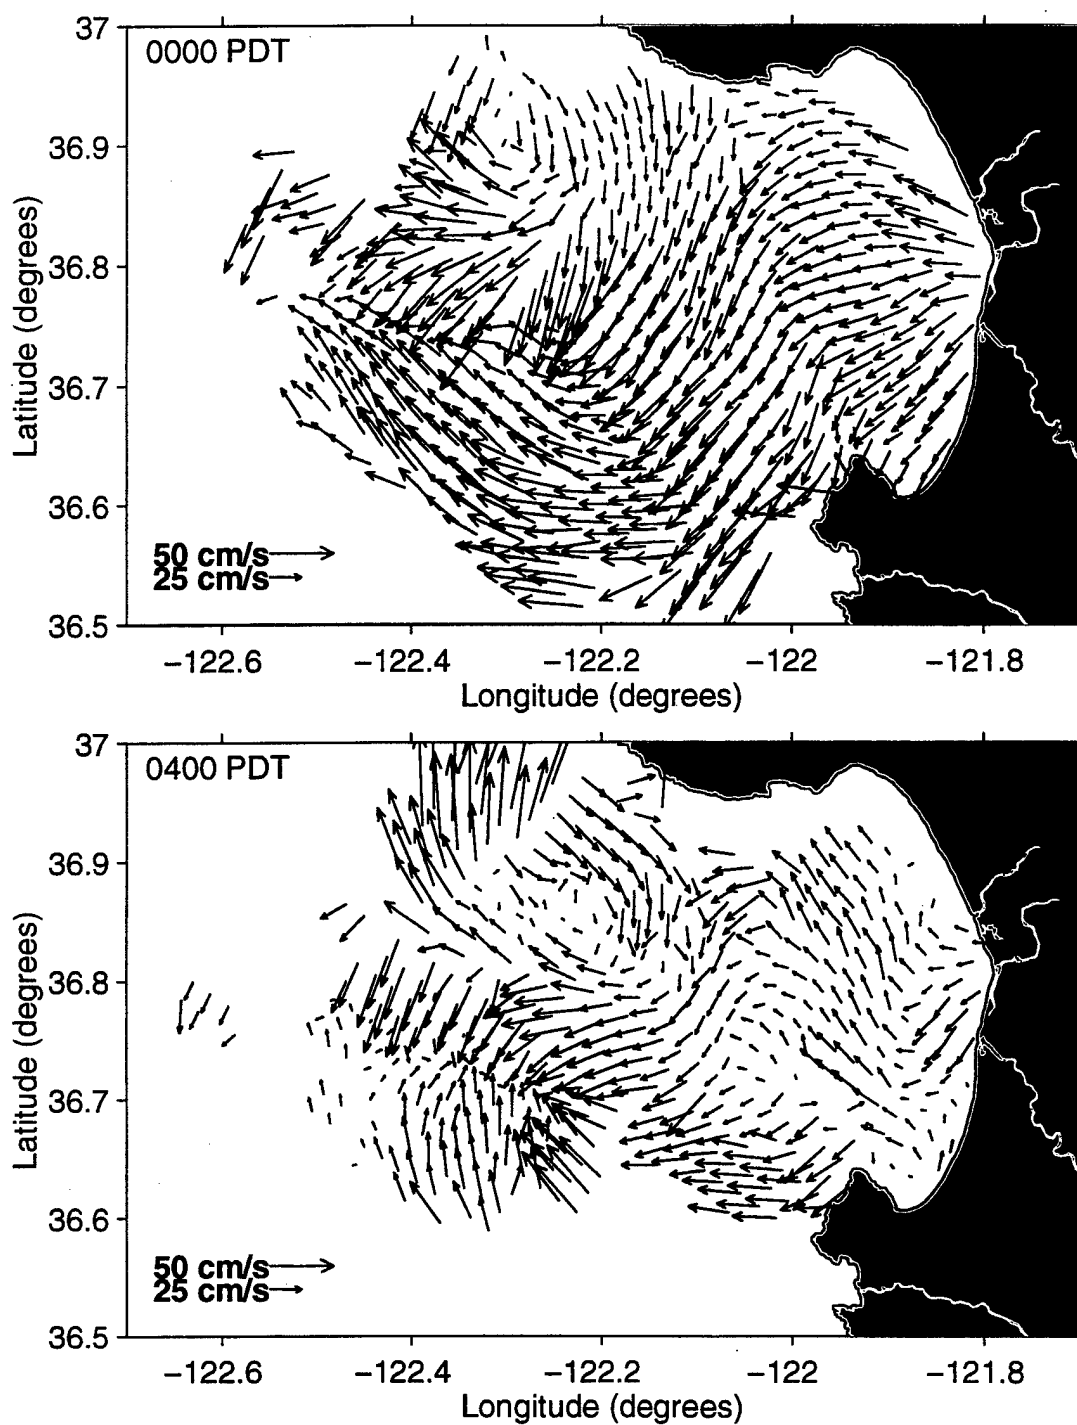 37
0000 PDT
36.9
36.8
36.7
36.6
36.5
Latitude (degrees)
50 cm/s
25 cm/s
−122.6 −122.4 −122.2 −122 −121.8
Longitude (degrees)
37
0400 PDT
36.9
36.8
36.7
36.6
36.5
Latitude (degrees)
50 cm/s
25 cm/s
−122.6 −122.4 −122.2 −122 −121.8
Longitude (degrees)